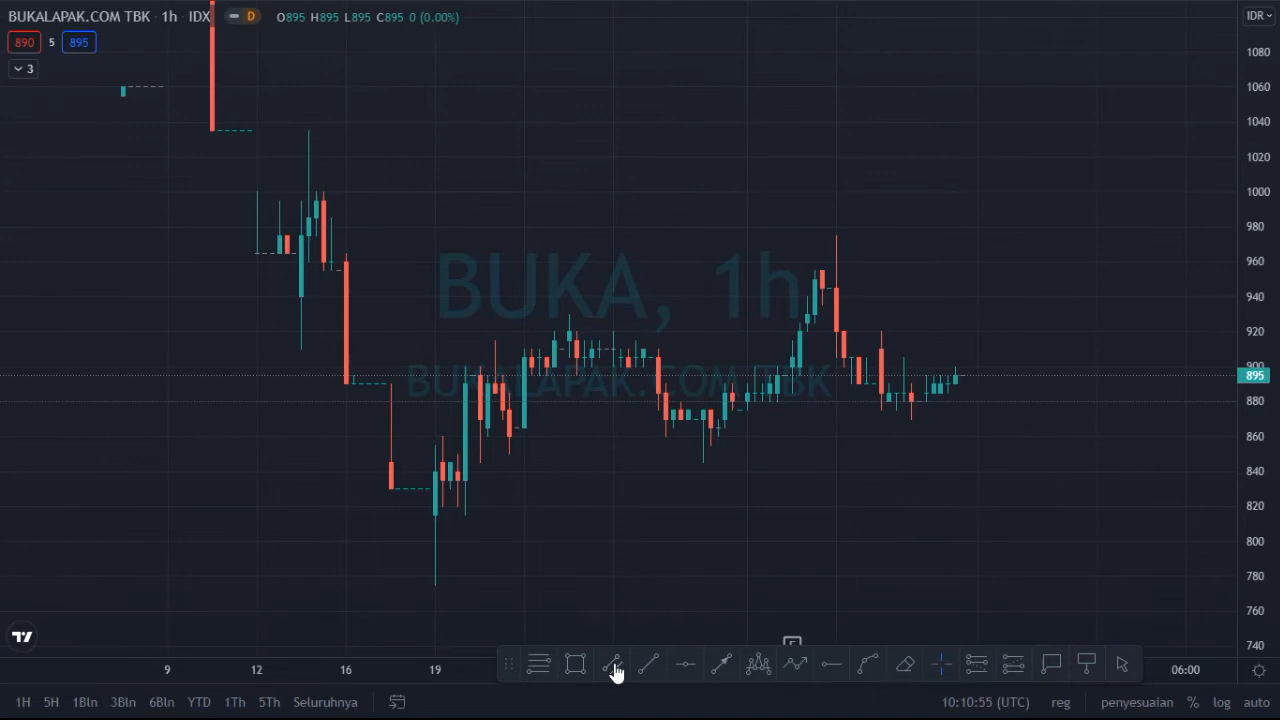 BUKALAPAK.COM TBK · 1h · IDX D O895 H895 L895 C895 0 (0.00%) IDR
890 5 895
3
1080
1060
1040
1020
1000
980
960
940
920
900
895
880
860
840
820
800
780
760
740
BUKA, 1h
BUKALAPAK.COM TBK
E
9 12 16 19 06:00
1H 5H 1Bln 3Bln 6Bln YTD 1Th 5Th Seluruhnya 10:10:55 (UTC) reg penyesuaian % log auto